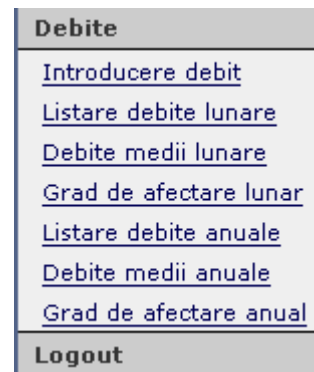 Debite
Introducere debit
Listare debite lunare
Debite medii lunare
Grad de afectare lunar
Listare debite anuale
Debite medii anuale
Grad de afectare anual
Logout